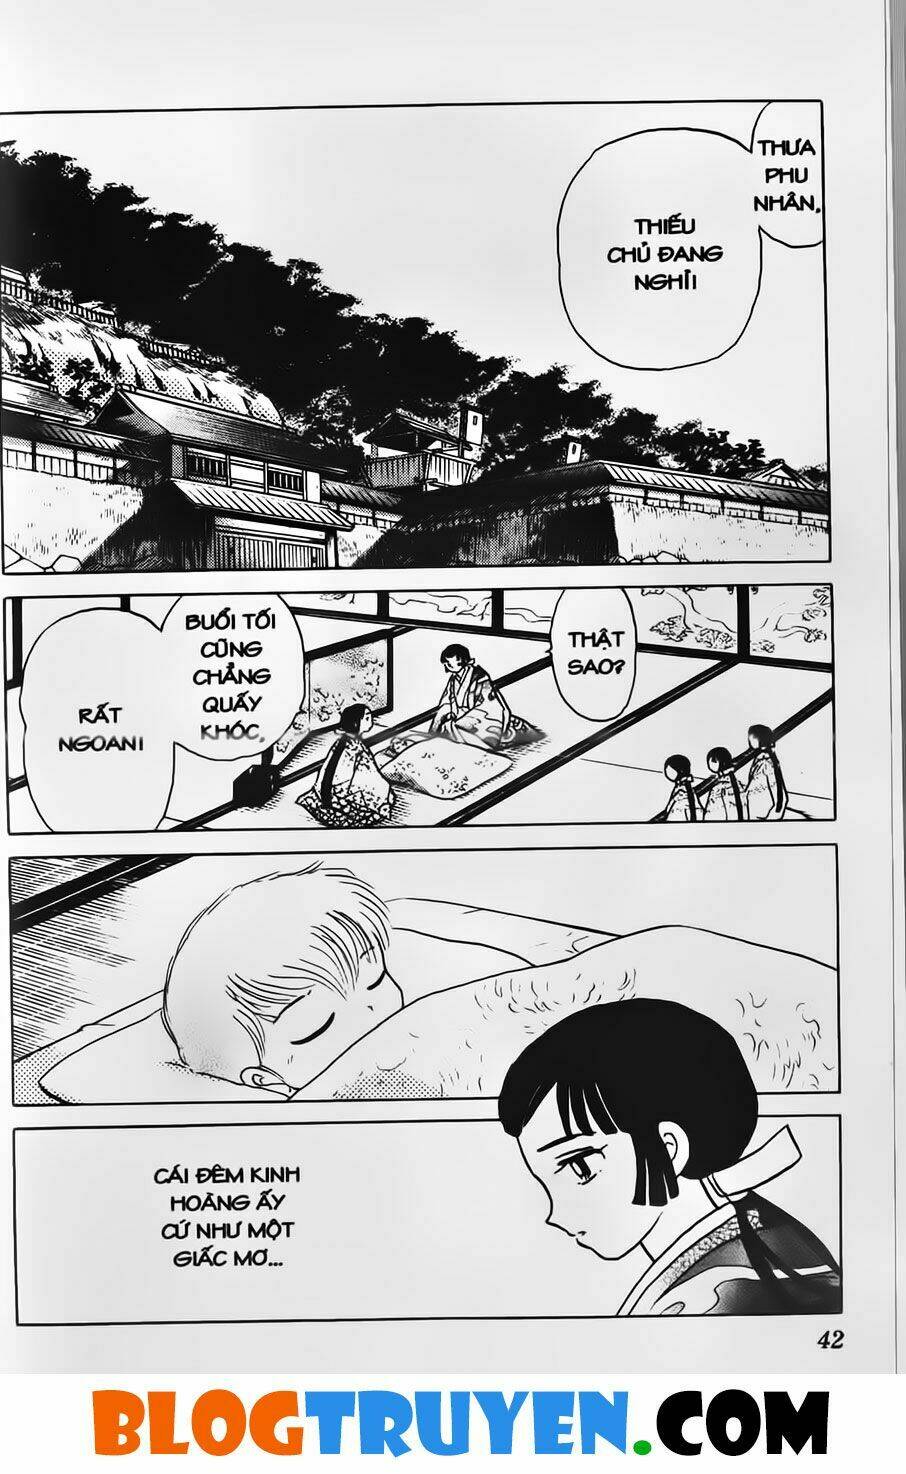 THƯA
PHU
NHÂN,
THIẾU
CHỦ ĐANG
NGHỈ!
THẬT
SAO?
BUỔI TỐI
CŨNG
CHẲNG
QUẤY
KHÓC,
RẤT
NGOAN!
CÁI ĐÊM KINH
HOÀNG ẤY
CỨ NHƯ MỘT
GIẤC MƠ...
42
BLOGTRUYEN.COM